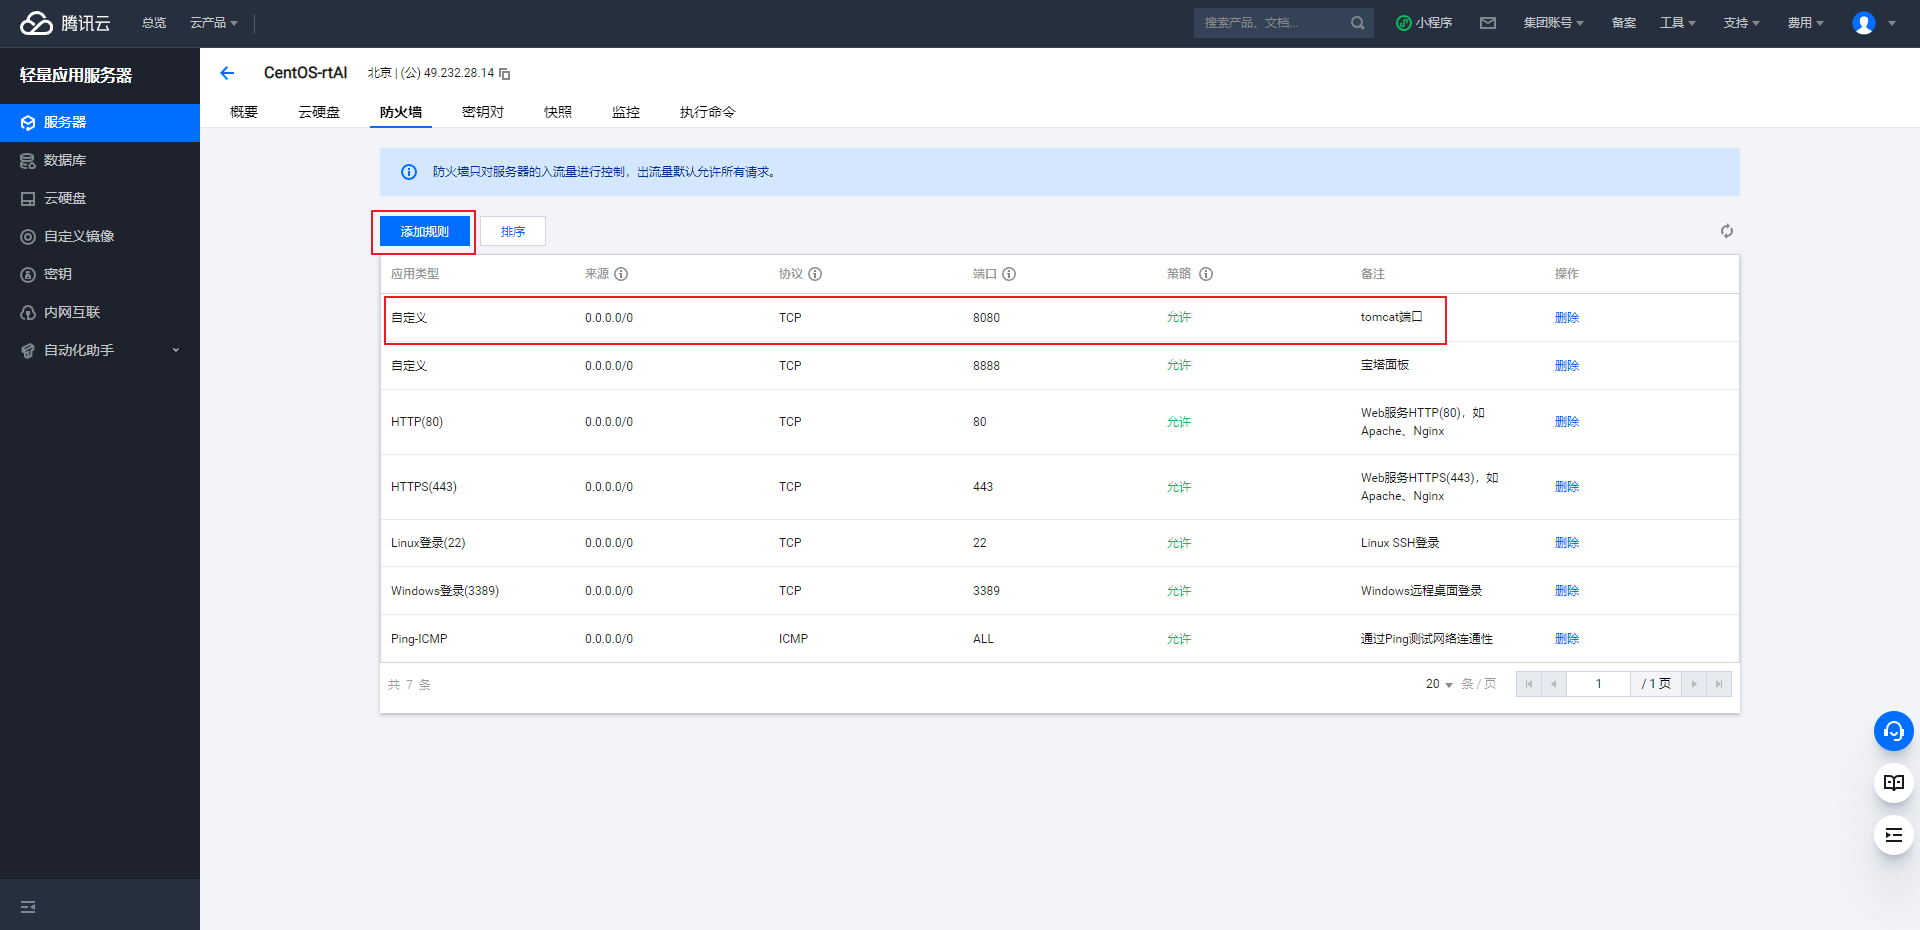 腾讯云 总览 云产品 搜索产品、文档... 小程序 集团账号 备案 工具 支持 费用
轻量应用服务器
服务器
数据库
云硬盘
自定义镜像
密钥
内网互联
自动化助手
CentOS-rtAI 北京 | (公) 49.232.28.14
概要 云硬盘 防火墙 密钥对 快照 监控 执行命令
防火墙只对服务器的入流量进行控制，出流量默认允许所有请求。
添加规则 排序
应用类型 来源 协议 端口 策略 备注 操作
自定义 0.0.0.0/0 TCP 8080 允许 tomcat端口 删除
自定义 0.0.0.0/0 TCP 8888 允许 宝塔面板 删除
HTTP(80) 0.0.0.0/0 TCP 80 允许 Web服务HTTP(80)，如
Apache、Nginx 删除
HTTPS(443) 0.0.0.0/0 TCP 443 允许 Web服务HTTPS(443)，如
Apache、Nginx 删除
Linux登录(22) 0.0.0.0/0 TCP 22 允许 Linux SSH登录 删除
Windows登录(3389) 0.0.0.0/0 TCP 3389 允许 Windows远程桌面登录 删除
Ping-ICMP 0.0.0.0/0 ICMP ALL 允许 通过Ping测试网络连通性 删除
共 7 条 20 条 / 页 1 / 1 页